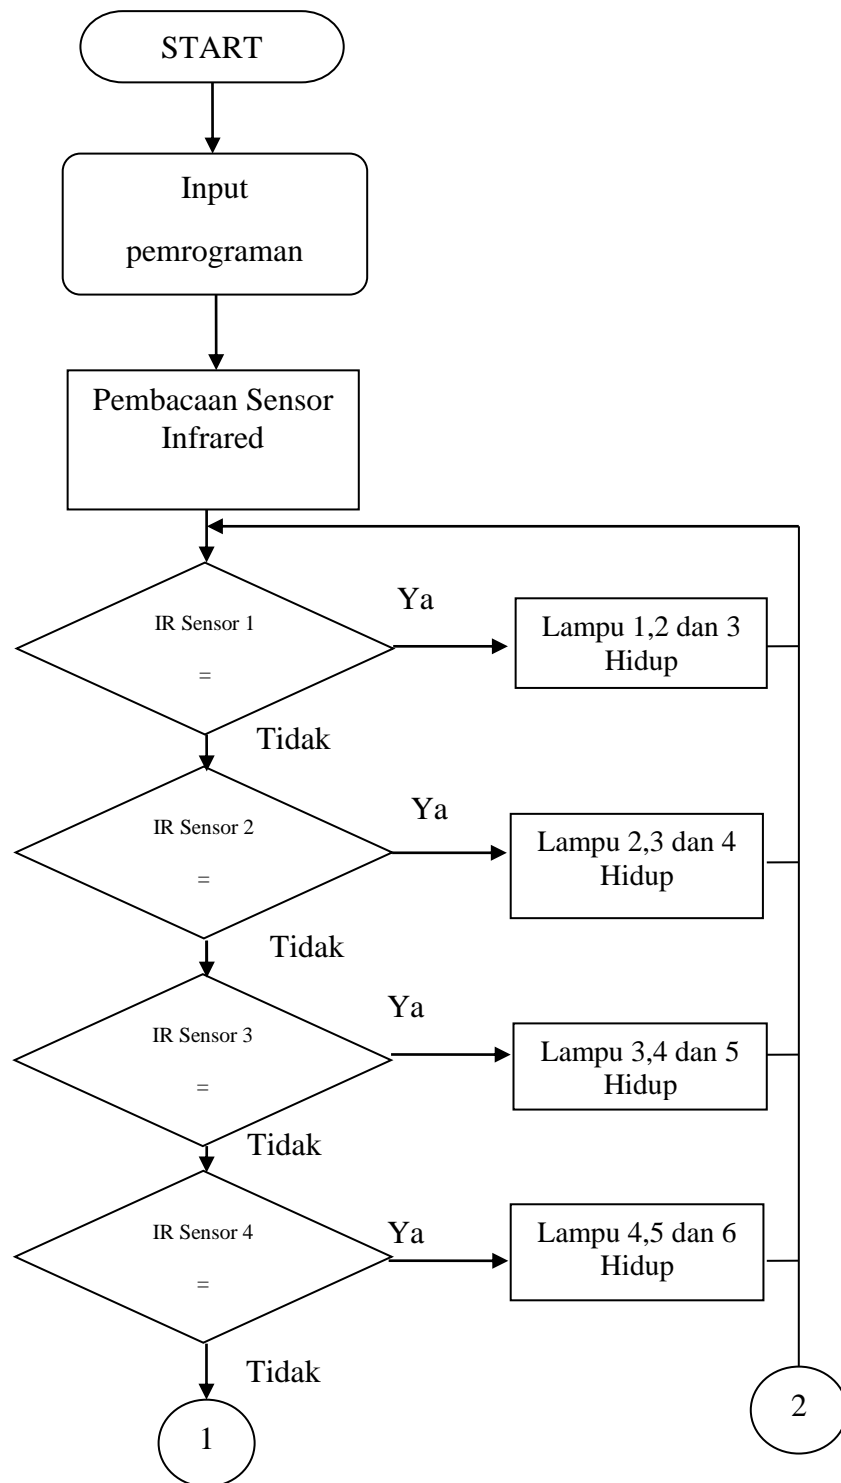 START
Input
pemrograman
Pembacaan Sensor
Infrared
IR Sensor 1
=
Ya
Lampu 1,2 dan 3
Hidup
Tidak
IR Sensor 2
=
Ya
Lampu 2,3 dan 4
Hidup
Tidak
IR Sensor 3
=
Ya
Lampu 3,4 dan 5
Hidup
Tidak
IR Sensor 4
=
Ya
Lampu 4,5 dan 6
Hidup
Tidak
1
2